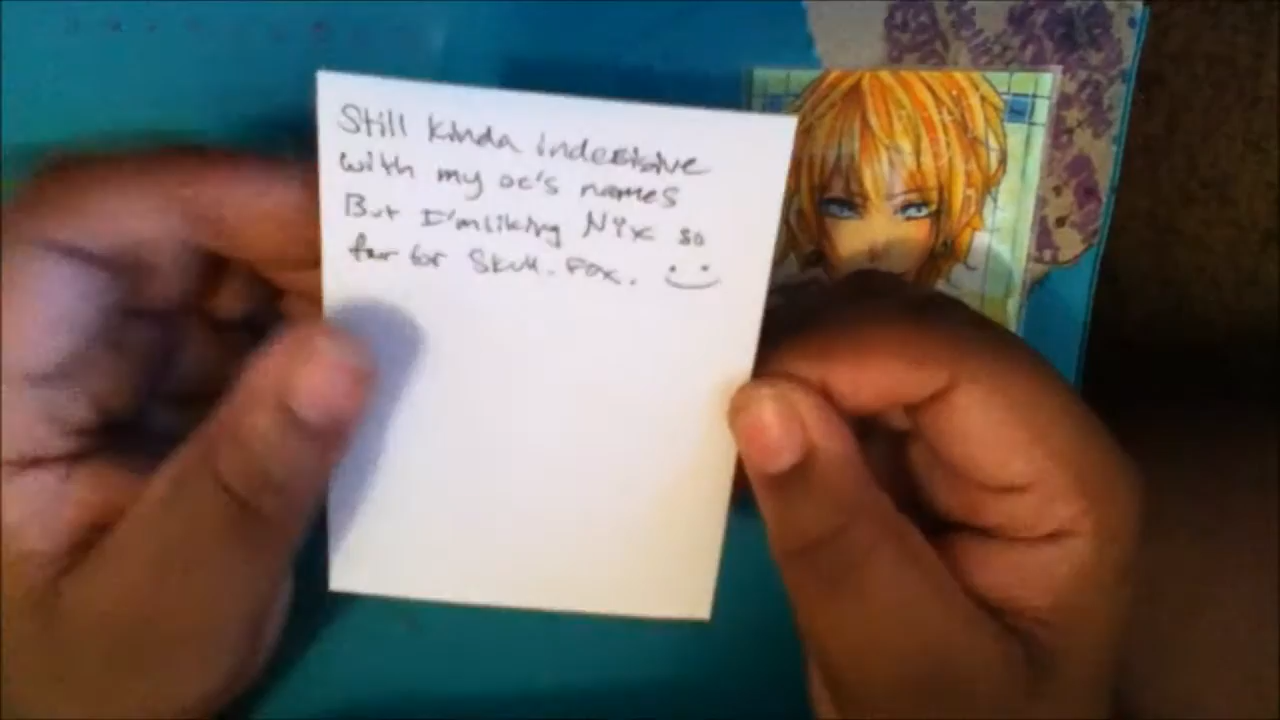 Still kinda indecisive
with my oc's names
But I'm liking Nyx so
far for Skull-Fox. :)